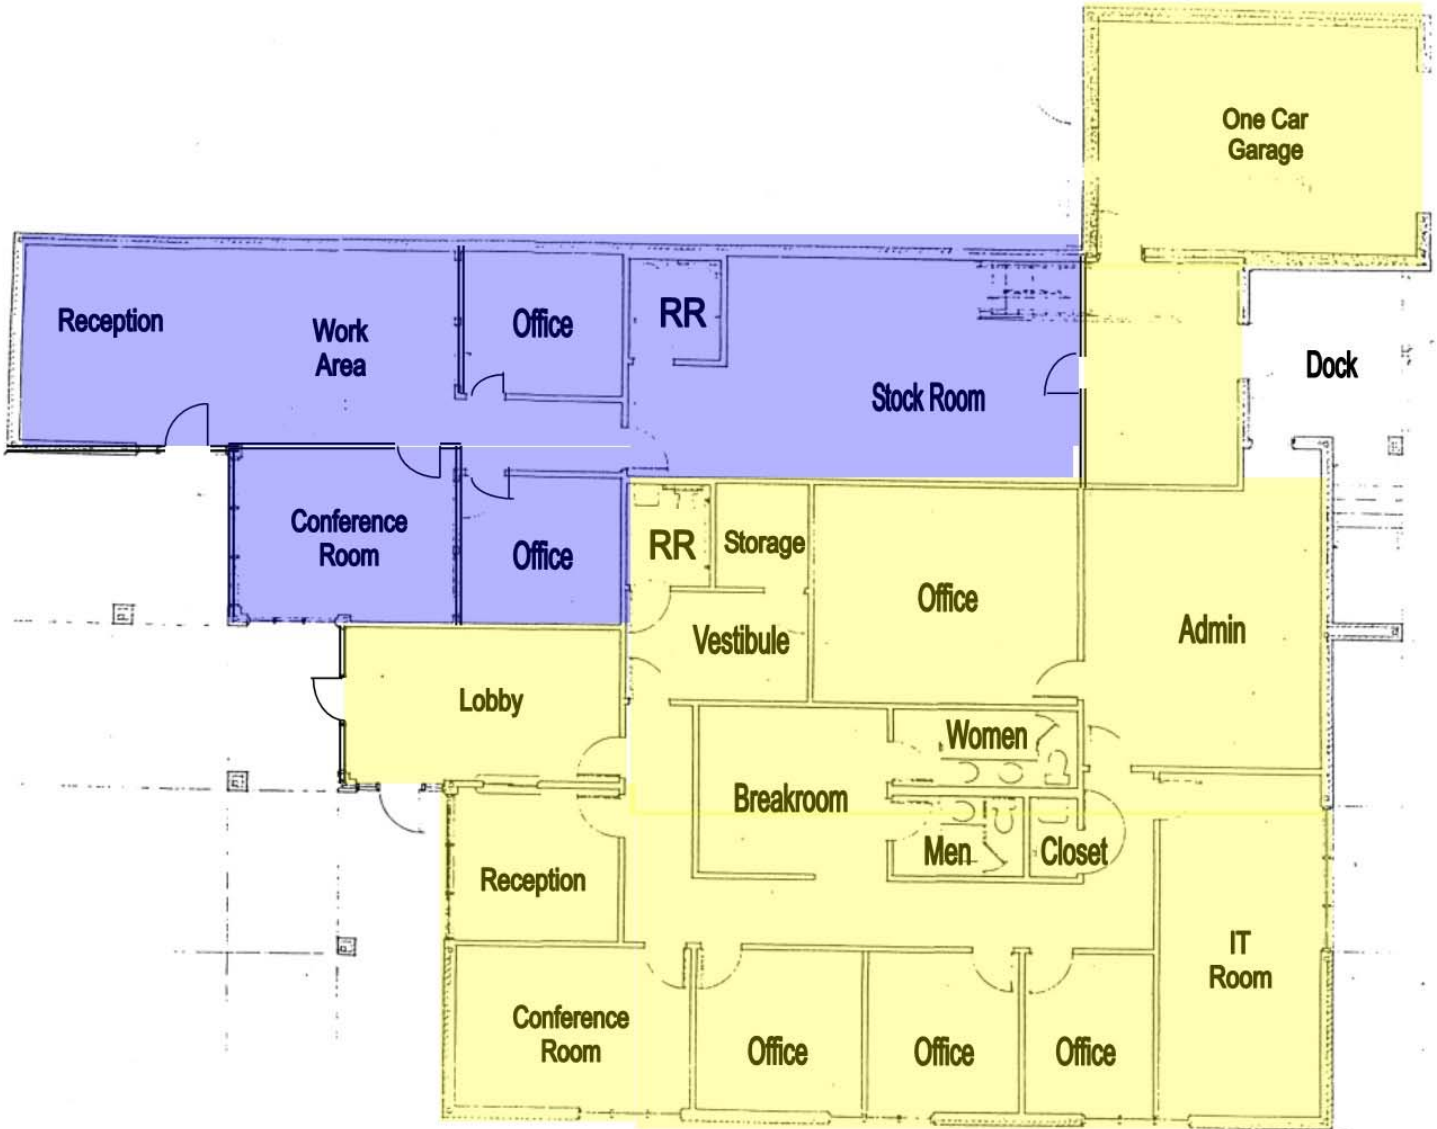 One Car
Garage
Reception
Work
Area
Office
RR
Stock Room
Dock
Conference
Room
Office
RR
Storage
Office
Admin
Vestibule
Lobby
Women
Breakroom
Men
Closet
Reception
IT
Room
Conference
Room
Office
Office
Office